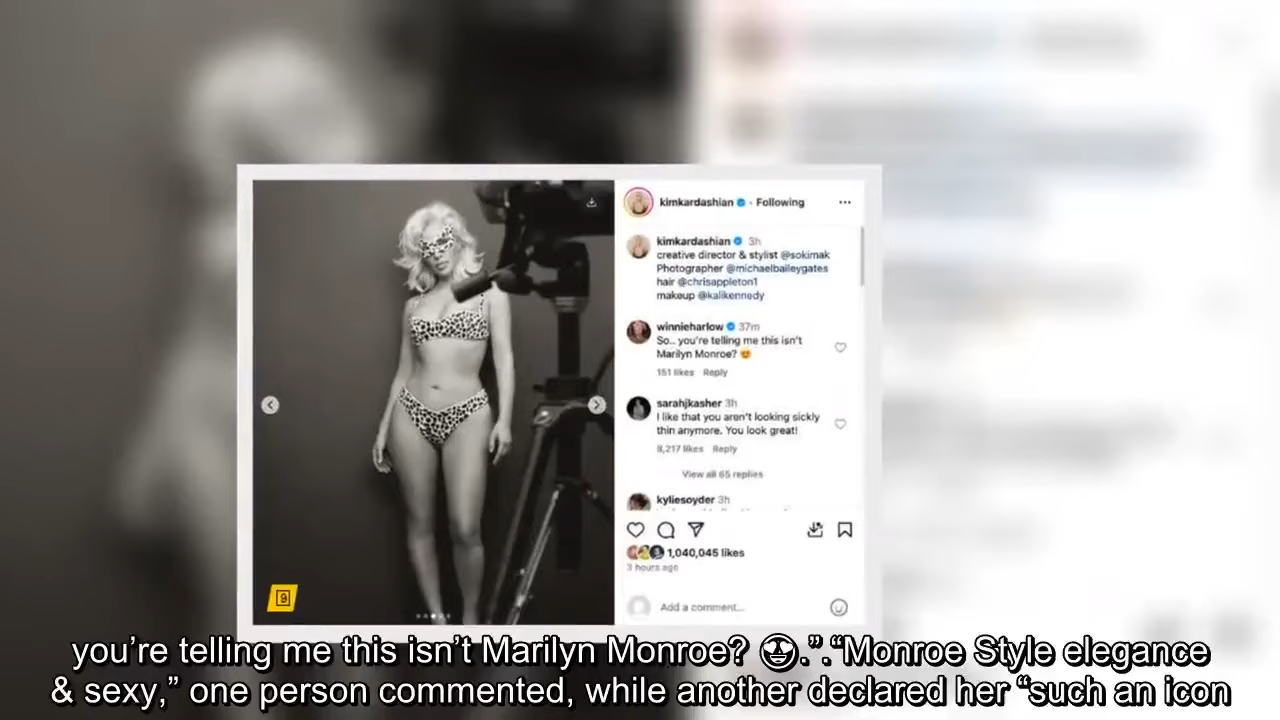 kimkardashian • Following
kimkardashian 3h
creative director & stylist @sokimak
Photographer @michaelbaileygates
hair @chrisappleton1
makeup @kalikennedy
winnieharlow 37m
So.. you're telling me this isn't
Marilyn Monroe? 😍
151 likes Reply
sarahjkasher 3h
I like that you aren't looking sickly
thin anymore. You look great!
8,217 likes Reply
View all 65 replies
kyliesoyder 3h
1,040,045 likes
3 hours ago
Add a comment...
9
you’re telling me this isn’t Marilyn Monroe? 😍.”.“Monroe Style elegance
& sexy,” one person commented, while another declared her “such an icon